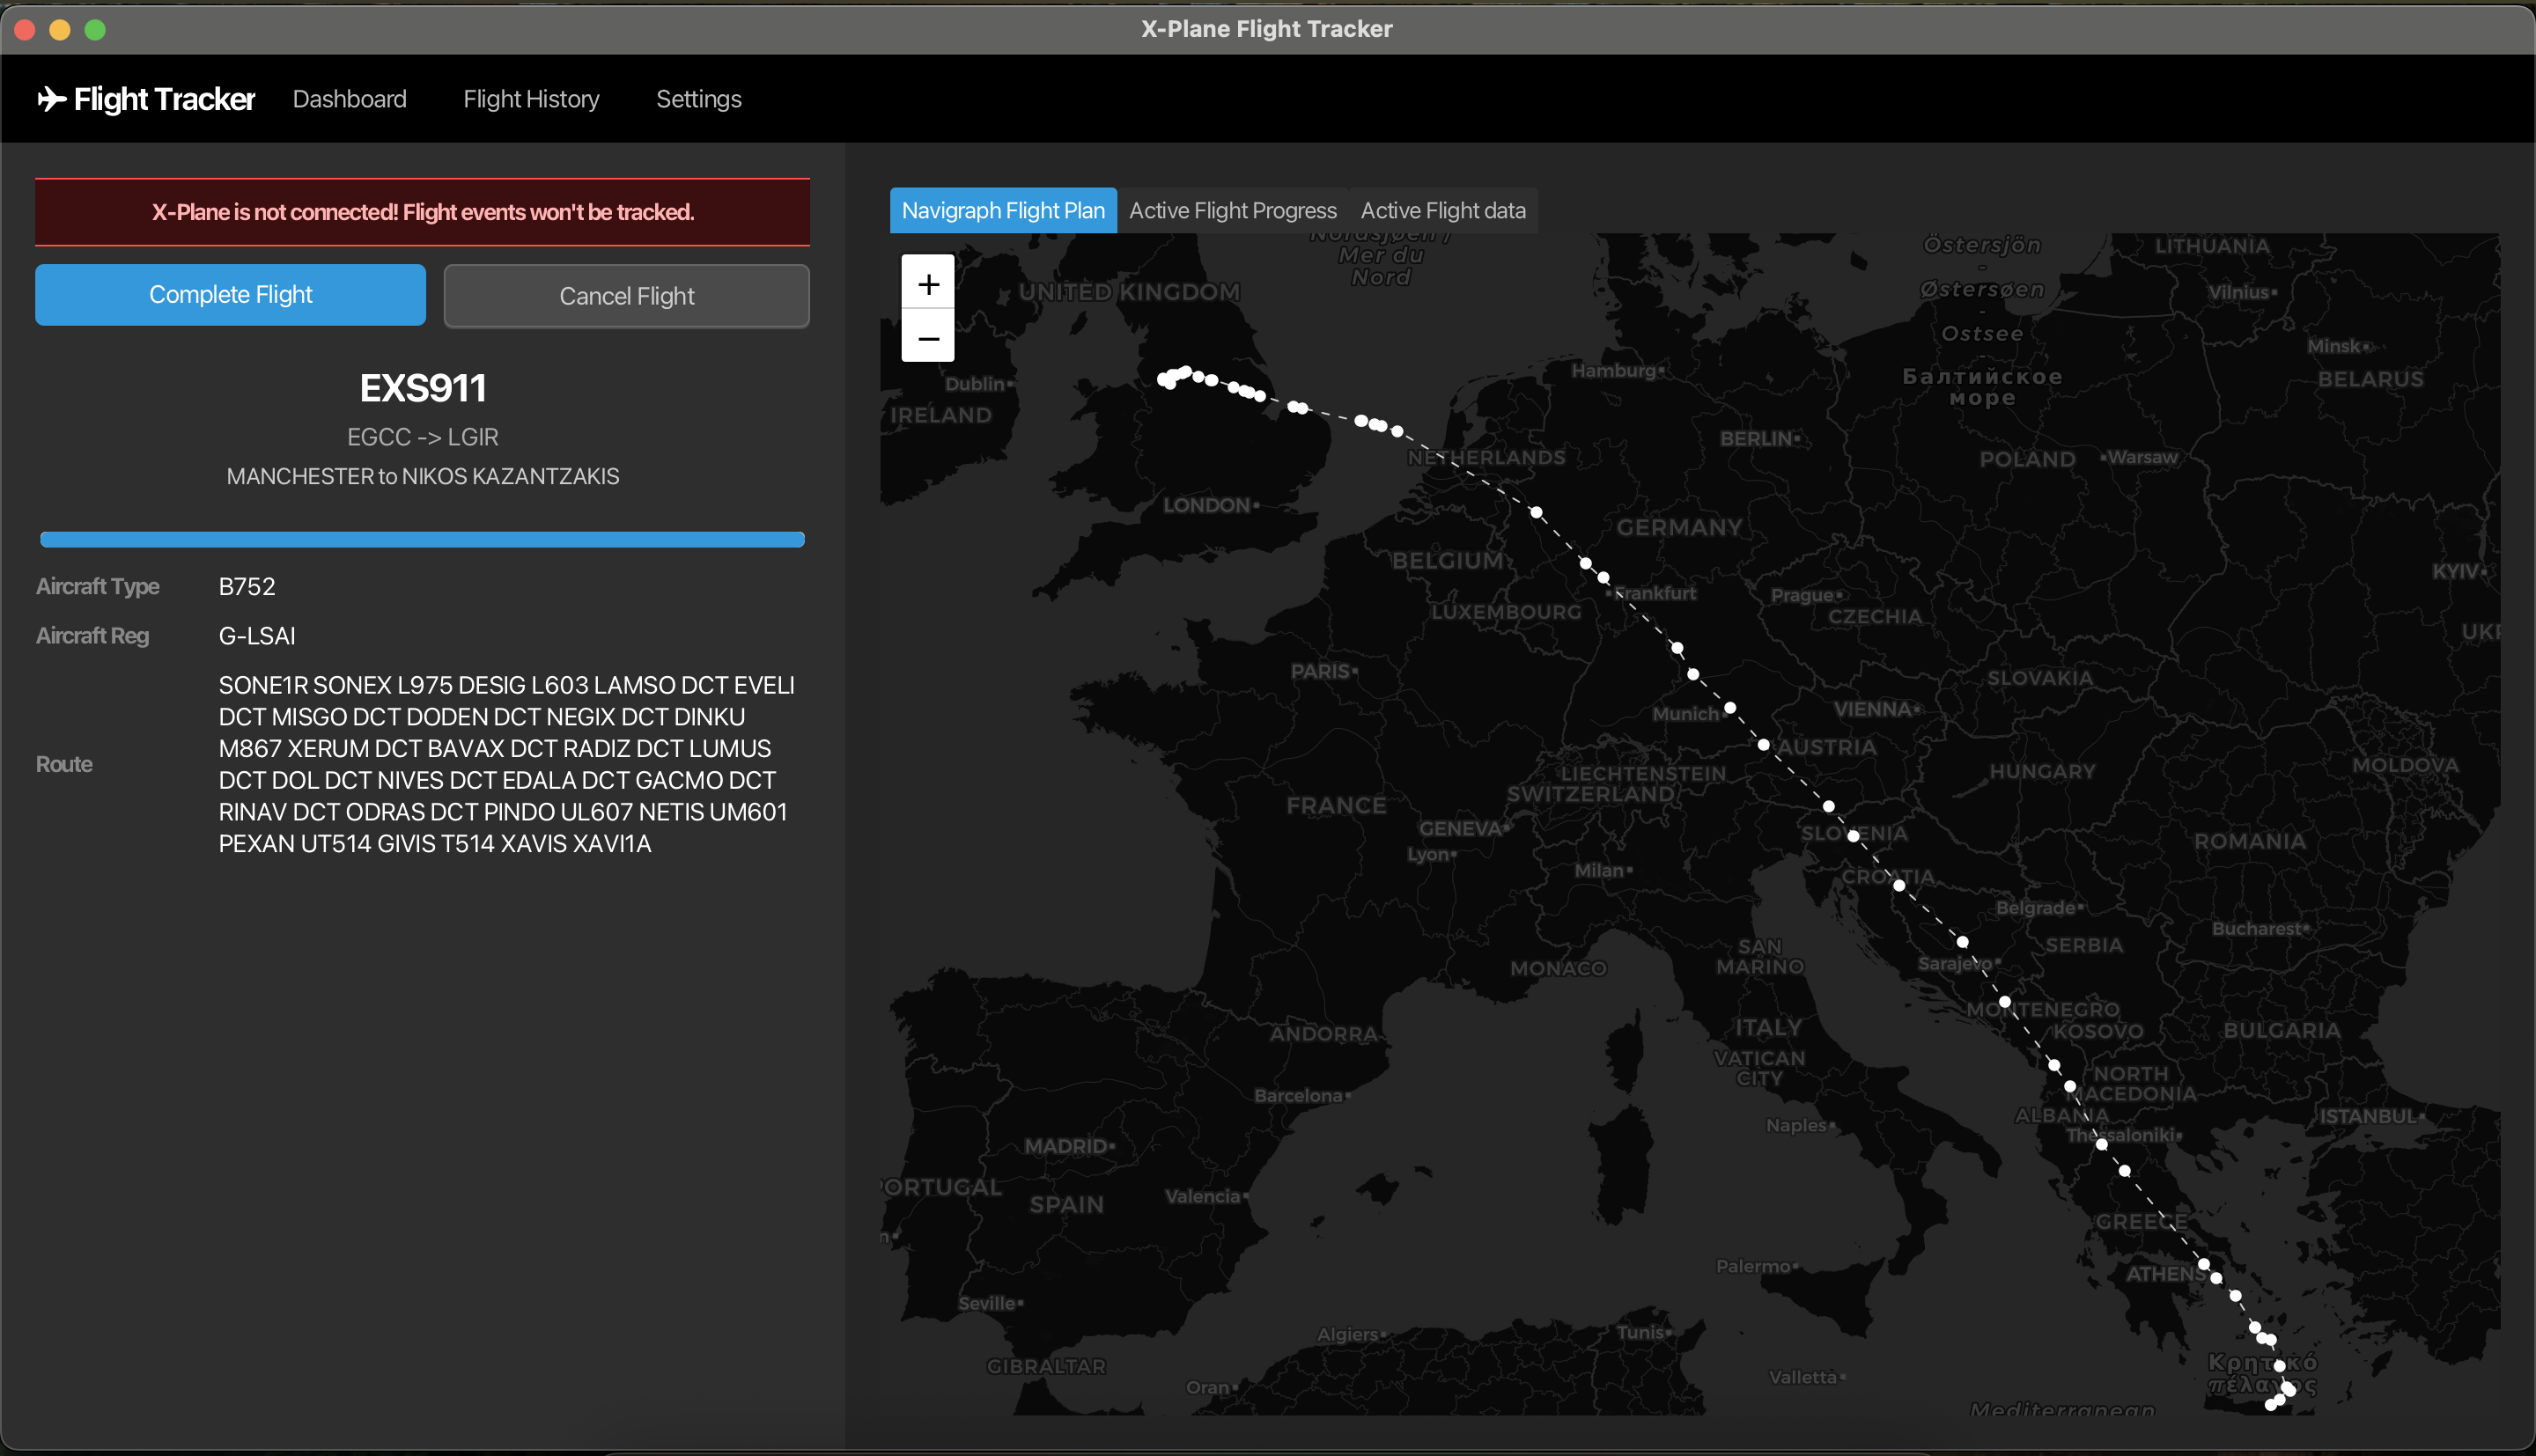 X-Plane Flight Tracker
Flight Tracker
Dashboard
Flight History
Settings
X-Plane is not connected! Flight events won't be tracked.
Complete Flight
Cancel Flight
EXS911
EGCC -> LGIR
MANCHESTER to NIKOS KAZANTZAKIS
Aircraft Type
B752
Aircraft Reg
G-LSAI
Route
SONE1R SONEX L975 DESIG L603 LAMSO DCT EVELI
DCT MISGO DCT DODEN DCT NEGIX DCT DINKU
M867 XERUM DCT BAVAX DCT RADIZ DCT LUMUS
DCT DOL DCT NIVES DCT EDALA DCT GACMO DCT
RINAV DCT ODRAS DCT PINDO UL607 NETIS UM601
PEXAN UT514 GIVIS T514 XAVIS XAVI1A
Navigraph Flight Plan
Active Flight Progress
Active Flight data
+
−
Nordsjøen /
Mer du
Nord
Östersjön
-
Østersøen
-
Ostsee
-
Балтийское
море
LITHUANIA
Vilnius
UNITED KINGDOM
Minsk
BELARUS
Dublin
IRELAND
Hamburg
BERLIN
NETHERLANDS
POLAND
Warsaw
LONDON
GERMANY
BELGIUM
KYIV
Frankfurt
Prague
LUXEMBOURG
CZECHIA
UKR
PARIS
SLOVAKIA
Munich
VIENNA
AUSTRIA
LIECHTENSTEIN
SWITZERLAND
HUNGARY
MOLDOVA
FRANCE
GENEVA
SLOVENIA
Lyon
ROMANIA
Milan
CROATIA
Belgrade
Bucharest
SAN
MARINO
SERBIA
MONACO
Sarajevo
MONTENEGRO
KOSOVO
ITALY
BULGARIA
ANDORRA
VATICAN
CITY
NORTH
MACEDONIA
Barcelona
ALBANIA
ISTANBUL
Naples
Thessaloniki
MADRID
PORTUGAL
SPAIN
Valencia
GREECE
n
Palermo
ATHENS
Seville
Algiers
Tunis
GIBRALTAR
Κρητικό
πέλαγος
Oran
Valletta
Mediterranean